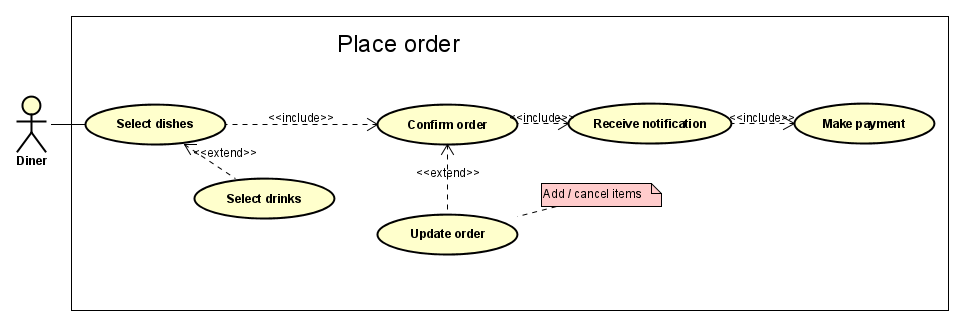 Place order
Diner
Select dishes
<<include>>
Confirm order
<<include>>
Receive notification
<<include>>
Make payment
<<extend>>
Select drinks
<<extend>>
Add / cancel items
Update order